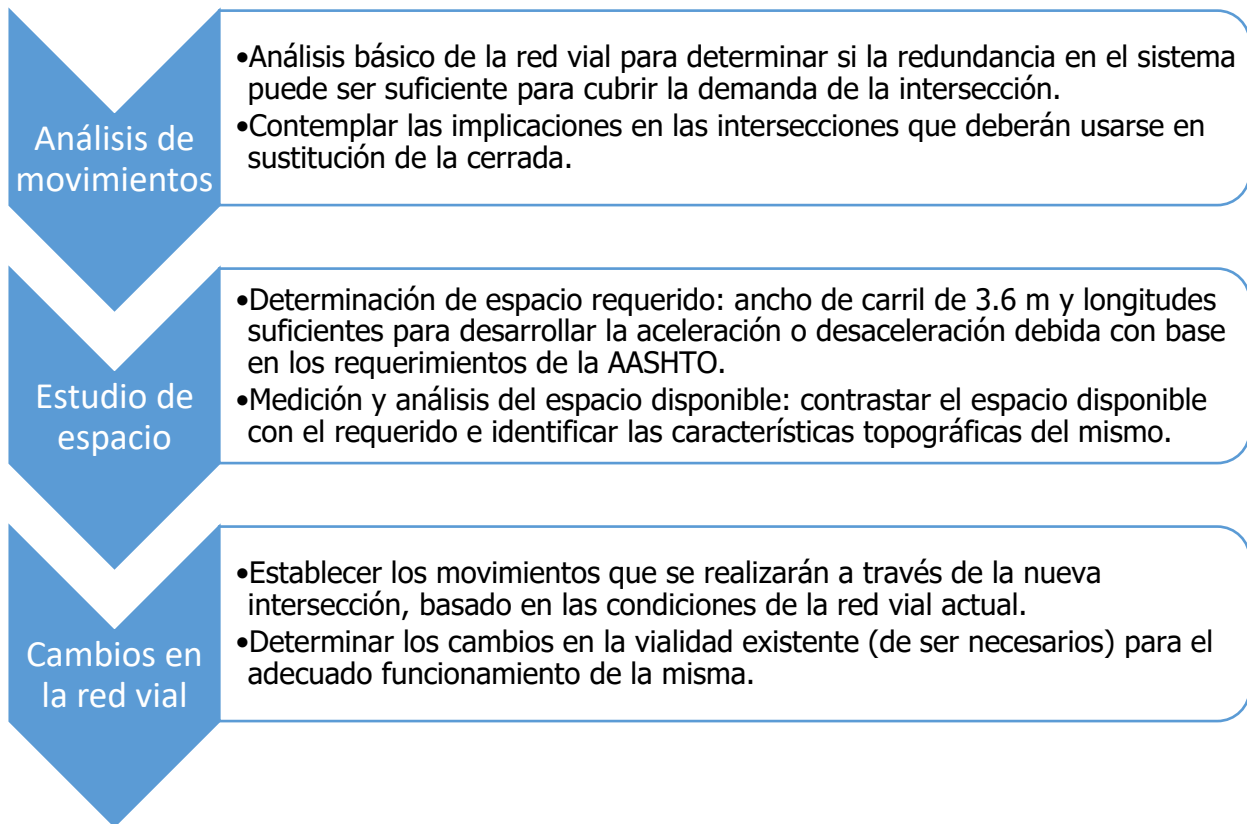 Análisis de
movimientos
•Análisis básico de la red vial para determinar si la redundancia en el sistema
puede ser suficiente para cubrir la demanda de la intersección.
•Contemplar las implicaciones en las intersecciones que deberán usarse en
sustitución de la cerrada.
Estudio de
espacio
•Determinación de espacio requerido: ancho de carril de 3.6 m y longitudes
suficientes para desarrollar la aceleración o desaceleración debida con base
en los requerimientos de la AASHTO.
•Medición y análisis del espacio disponible: contrastar el espacio disponible
con el requerido e identificar las características topográficas del mismo.
Cambios en
la red vial
•Establecer los movimientos que se realizarán a través de la nueva
intersección, basado en las condiciones de la red vial actual.
•Determinar los cambios en la vialidad existente (de ser necesarios) para el
adecuado funcionamiento de la misma.